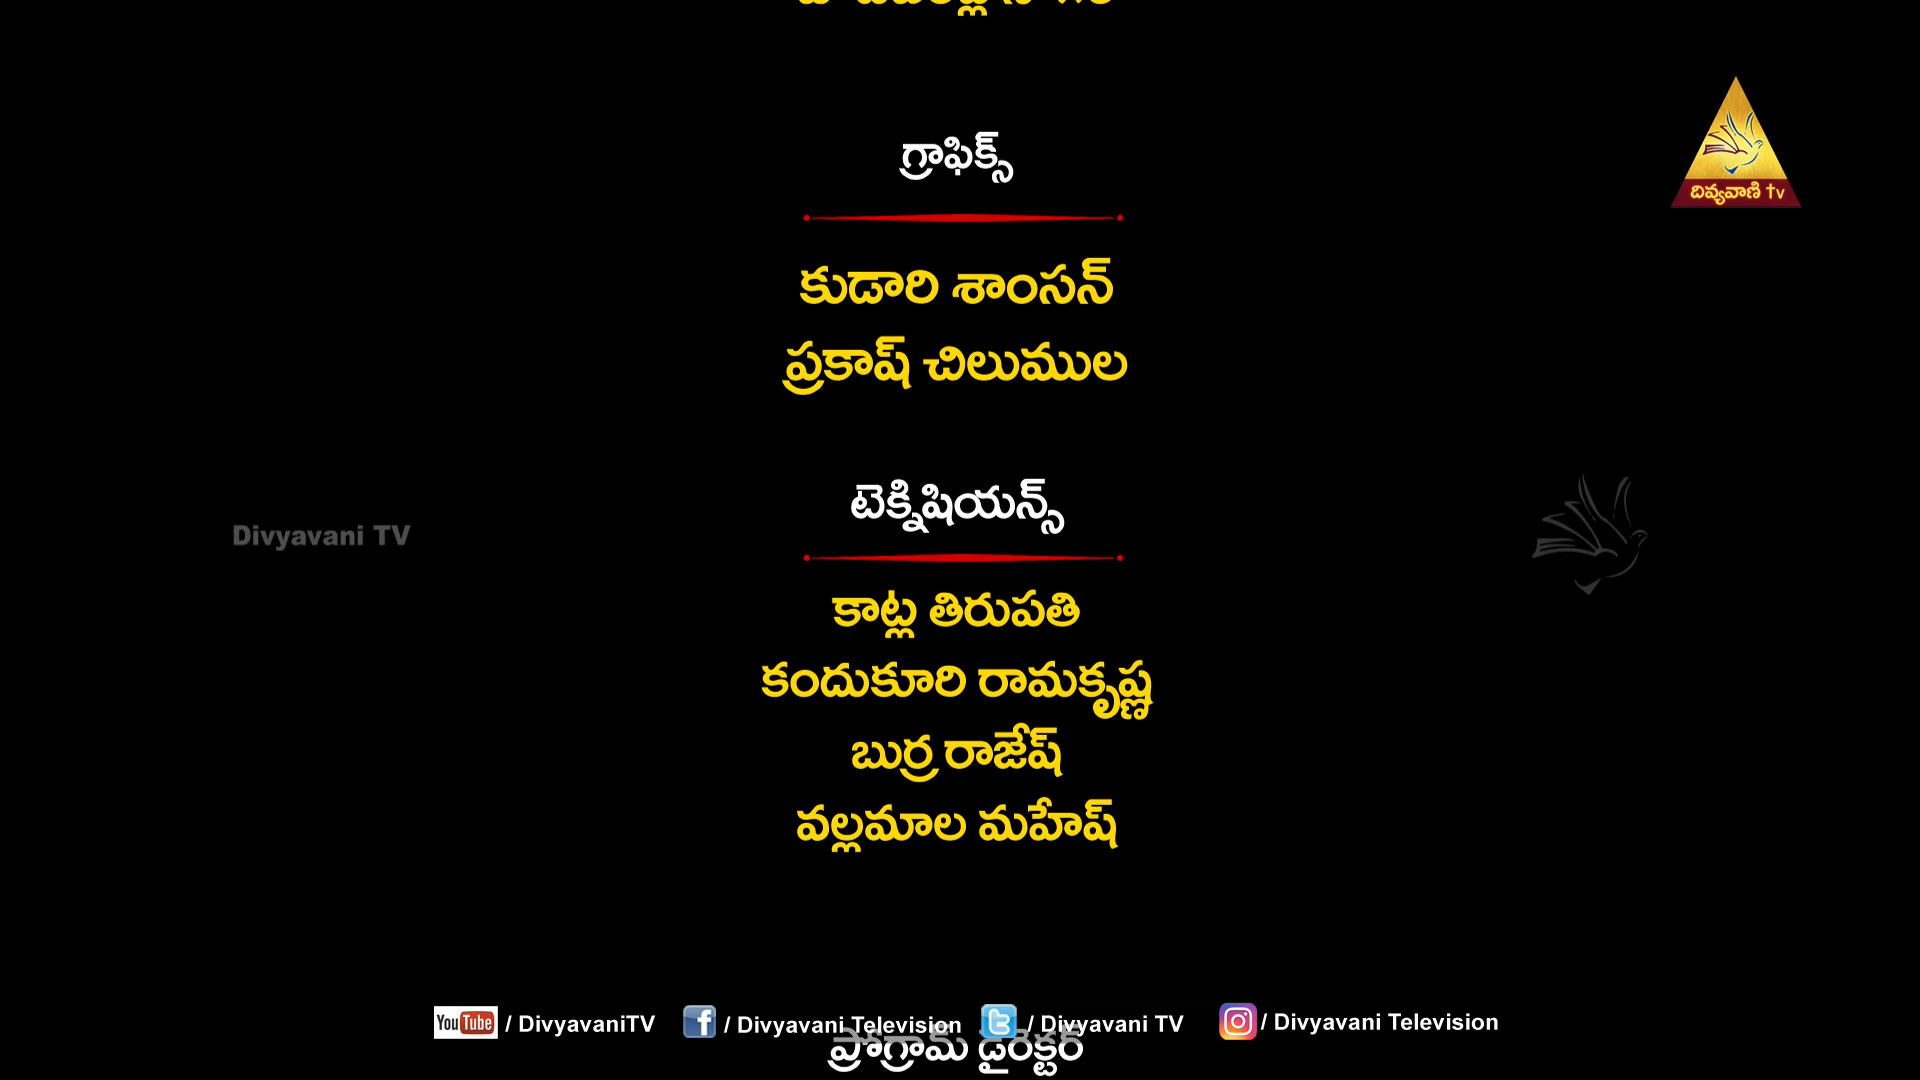 గ్రాఫిక్స్
దివ్యవాణి tv
కుడారి శాంసన్
ప్రకాష్ చిలుముల
టెక్నిషియన్స్
Divyavani TV
కాట్ల తిరుపతి
కందుకూరి రామకృష్ణ
బుర్ర రాజేష్
వల్లమాల మహేష్
YouTube / DivyavaniTV / Divyavani Television / Divyavani TV / Divyavani Television
ప్రోగ్రామ్ డైరెక్టర్